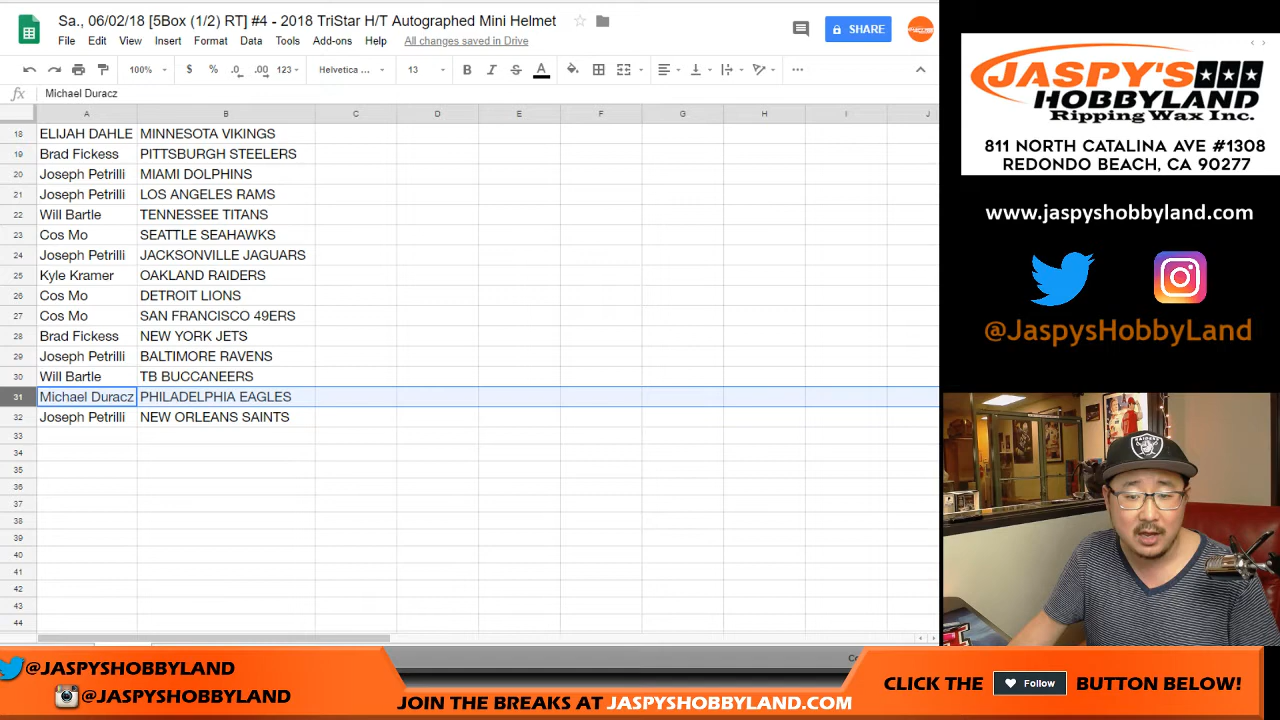 Sa., 06/02/18 [5Box (1/2) RT] #4 - 2018 TriStar H/T Autographed Mini Helmet
File Edit View Insert Format Data Tools Add-ons Help All changes saved in Drive
SHARE
100% $ % .0 .00 123 Helvetica ... 13 B I S A
fx Michael Duracz
A B C D E F G H I J
18 ELIJAH DAHLE MINNESOTA VIKINGS
19 Brad Fickess PITTSBURGH STEELERS
20 Joseph Petrilli MIAMI DOLPHINS
21 Joseph Petrilli LOS ANGELES RAMS
22 Will Bartle TENNESSEE TITANS
23 Cos Mo SEATTLE SEAHAWKS
24 Joseph Petrilli JACKSONVILLE JAGUARS
25 Kyle Kramer OAKLAND RAIDERS
26 Cos Mo DETROIT LIONS
27 Cos Mo SAN FRANCISCO 49ERS
28 Brad Fickess NEW YORK JETS
29 Joseph Petrilli BALTIMORE RAVENS
30 Will Bartle TB BUCCANEERS
31 Michael Duracz PHILADELPHIA EAGLES
32 Joseph Petrilli NEW ORLEANS SAINTS
33
34
35
36
37
38
39
40
41
42
43
44
JASPY'S
HOBBYLAND
Ripping Wax Inc.
811 NORTH CATALINA AVE #1308
REDONDO BEACH, CA 90277
www.jaspyshobbyland.com
@JaspysHobbyLand
RAIDERS
@JASPYSHOBBYLAND
@JASPYSHOBBYLAND
JOIN THE BREAKS AT JASPYSHOBBYLAND.COM
CLICK THE Follow BUTTON BELOW!